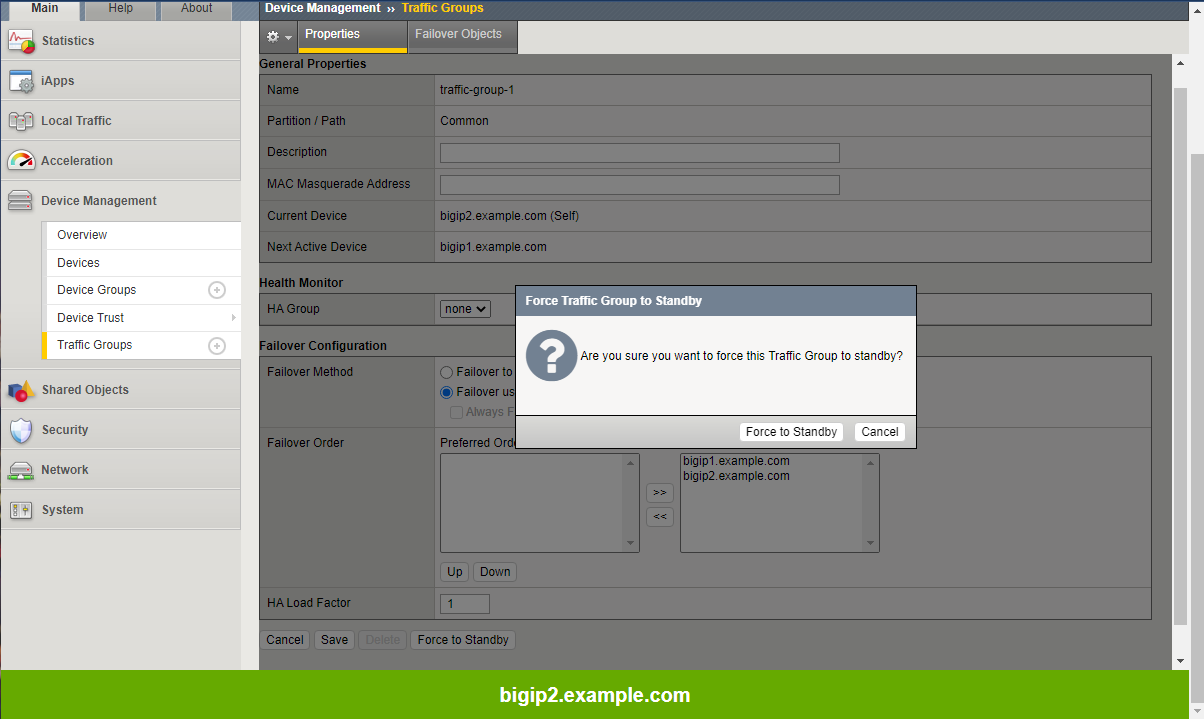 Main
Help
About
Device Management ›› Traffic Groups
Properties
Failover Objects
Statistics
iApps
Local Traffic
Acceleration
Device Management
Overview
Devices
Device Groups
Device Trust
Traffic Groups
Shared Objects
Security
Network
System
General Properties
Name traffic-group-1
Partition / Path Common
Description
MAC Masquerade Address
Current Device bigip2.example.com (Self)
Next Active Device bigip1.example.com
Health Monitor
HA Group none
Failover Configuration
Failover Method Failover to
Failover
Always
Failover Order Preferred
bigip1.example.com
bigip2.example.com
>>
<<
Up Down
HA Load Factor 1
Cancel Save Delete Force to Standby
Force Traffic Group to Standby
Are you sure you want to force this Traffic Group to standby?
Force to Standby Cancel
bigip2.example.com